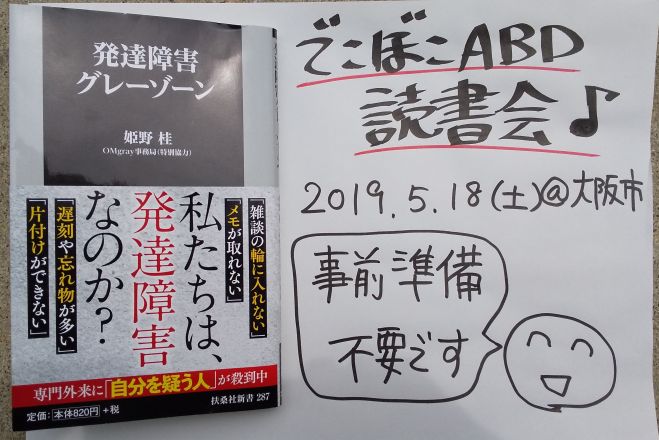 発達障害
グレーゾーン
姫野 桂
OMgray事務局(特別協力)
「雑談の輪に入れない」
「メモが取れない」
私たちは、
発達障害
なのか?
「遅刻や忘れ物が多い」
「片付けができない」
専門外来に「自分を疑う人」が殺到中
定価:本体820円+税
扶桑社新書 287
でこぼこABD
読書会♪
2019.5.18(土)@大阪市
事前準備
不要です